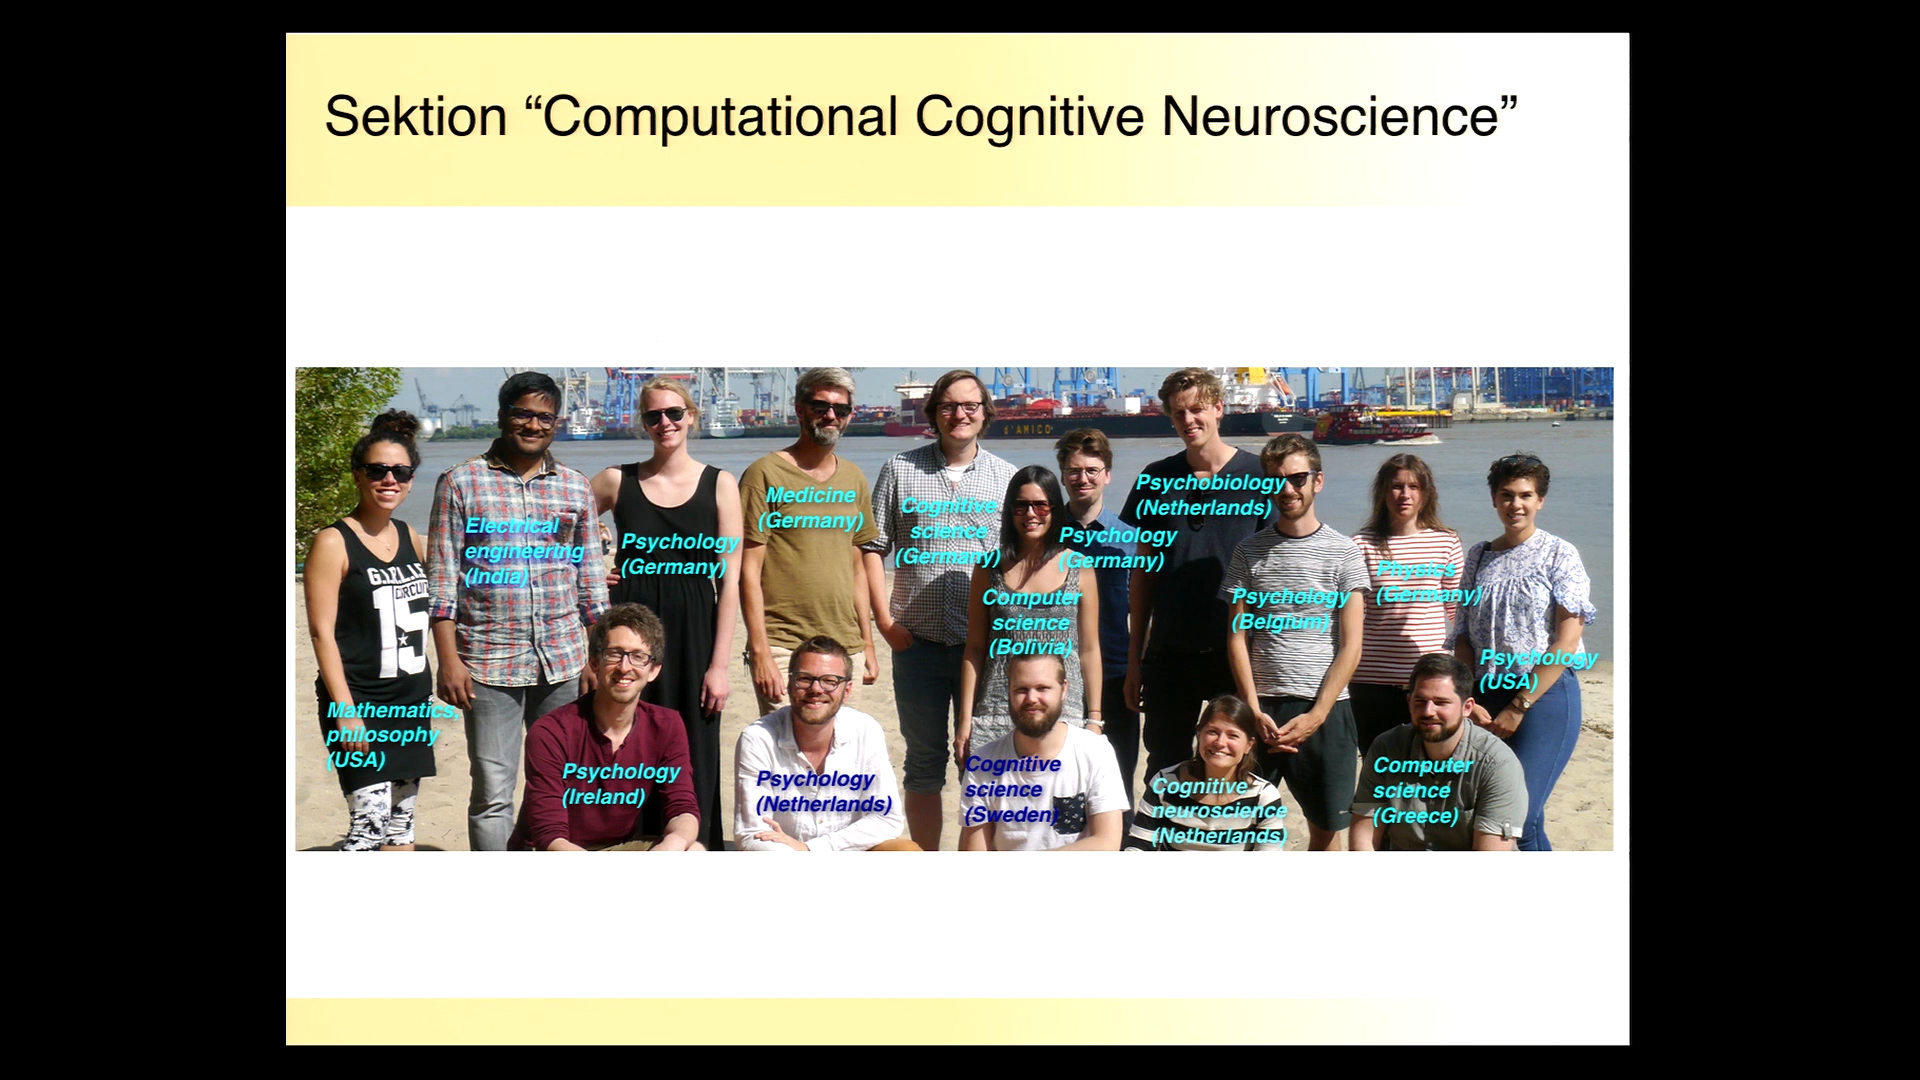 Sektion “Computational Cognitive Neuroscience”
d'AMICO
Medicine
(Germany)
Cognitive
science
(Germany)
Psychobiology
(Netherlands)
Electrical
engineering
(India)
Psychology
(Germany)
Psychology
(Germany)
Computer
science
(Bolivia)
Psychology
(Belgium)
Physics
(Germany)
Psychology
(USA)
15
Mathematics,
philosophy
(USA)
Psychology
(Ireland)
Psychology
(Netherlands)
Cognitive
science
(Sweden)
Cognitive
neuroscience
(Netherlands)
Computer
science
(Greece)